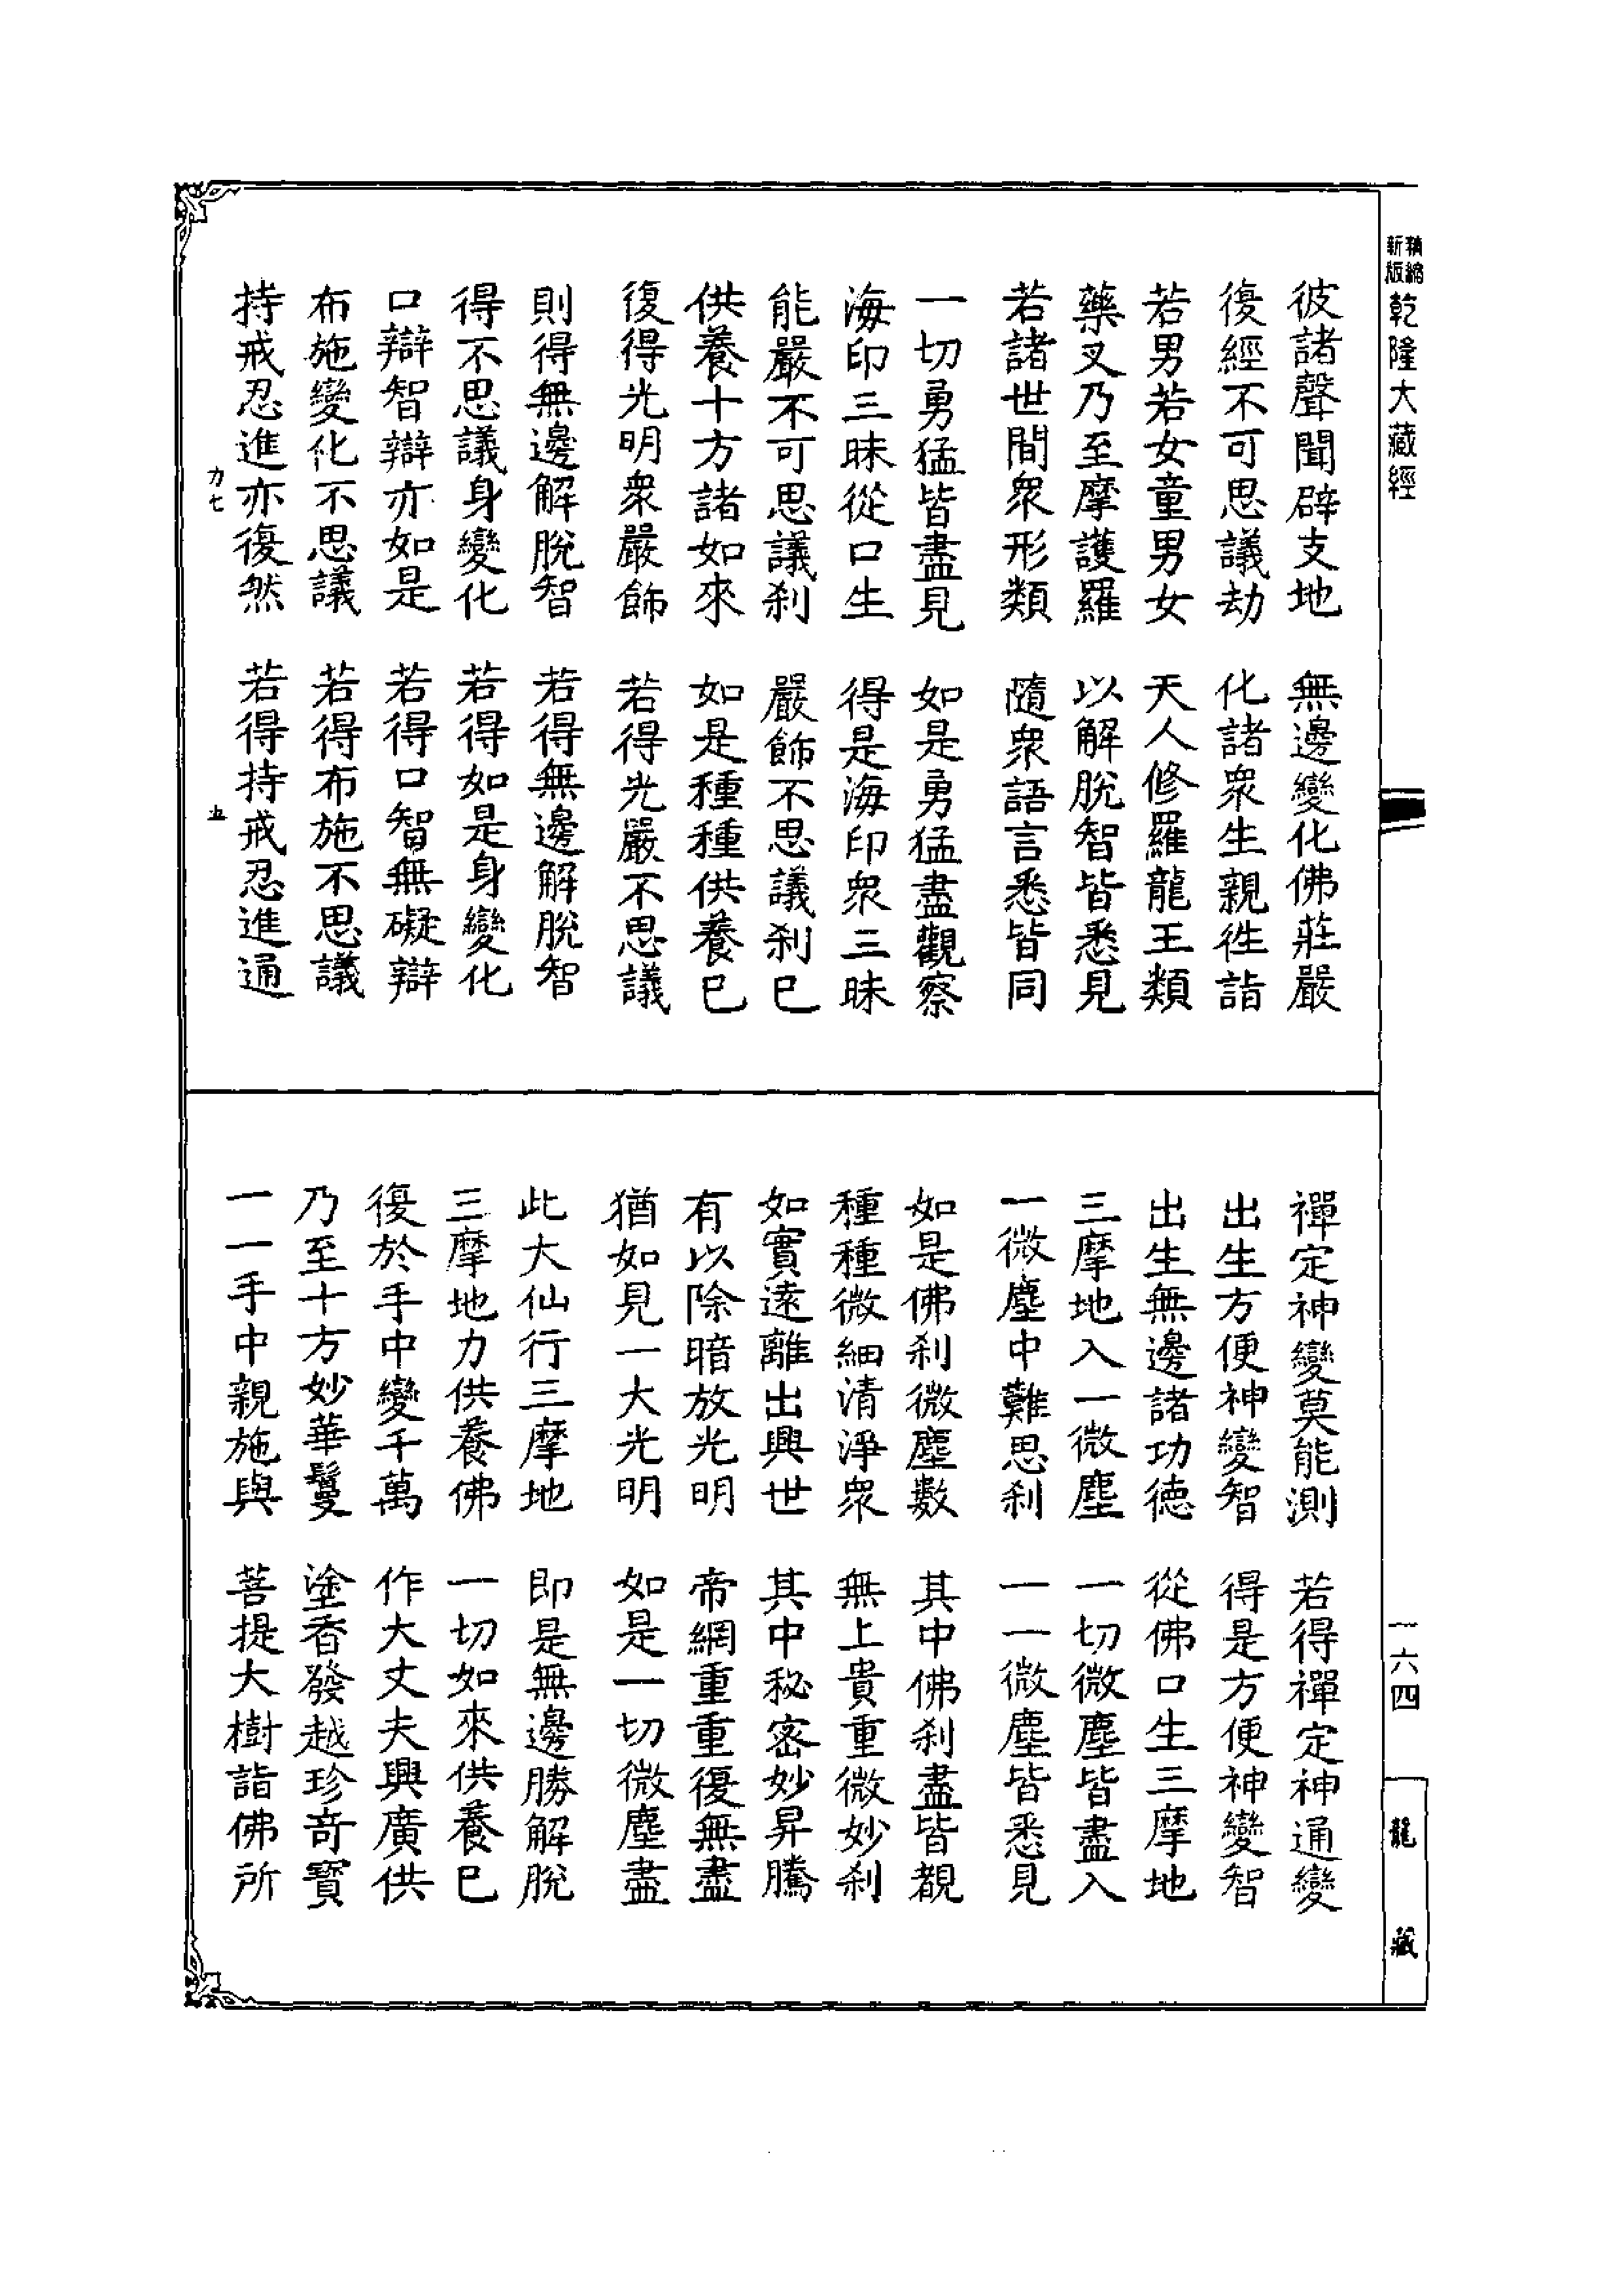 精縮新版乾隆大藏經
彼諸聲聞辟支地 無邊變化佛莊嚴
復經不可思議劫 化諸衆生親徃詣
若男若女童男女 天人修羅龍王類
藥叉乃至摩護羅 以解脫智皆悉見
若諸世間衆形類 隨衆語言悉皆同
一切勇猛皆盡見 如是勇猛盡觀察
海印三昧從口生 得是海印衆三昧
能嚴不可思議刹 嚴飾不思議刹已
供養十方諸如來 如是種種供養已
復得光明衆嚴飾 若得光嚴不思議
則得無邊解脫智 若得無邊解脫智
得不思議身變化 若得如是身變化
口辯智辯亦如是 若得口智無礙辯
布施變化不思議 若得布施不思議
持戒忍進亦復然 若得持戒忍進通
力七 五
禪定神變莫能測 若得禪定神通變
出生方便神變智 得是方便神變智
出生無邊諸功德 從佛口生三摩地
三摩地入一微塵 一切微塵皆盡入
一微塵中難思刹 一一微塵皆悉見
如是佛刹微塵數 其中佛刹盡皆覩
種種微細清淨衆 無上貴重微妙刹
如實遠離出興世 其中秘密妙昇騰
有以除暗放光明 帝網重重復無盡
猶如見一大光明 如是一切微塵盡
此大仙行三摩地 即是無邊勝解脫
三摩地力供養佛 一切如來供養已
復於手中變千萬 作大丈夫興廣供
乃至十方妙華鬘 塗香發越珍奇寳
一一手中親施與 菩提大樹詣佛所
一六四
龍藏